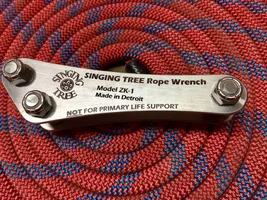 SINGING
TREE
SINGING TREE Rope Wrench
Model ZK-1
Made in Detroit
NOT FOR PRIMARY LIFE SUPPORT